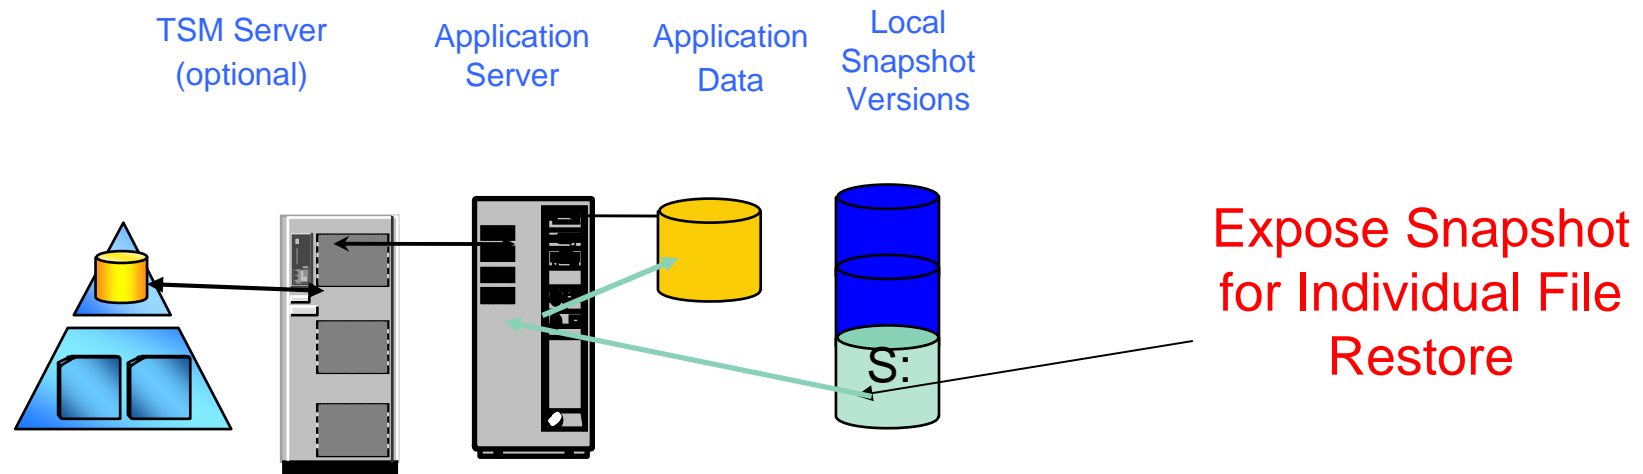 TSM Server
(optional)
Application
Server
Application
Data
Local
Snapshot
Versions
S:
Expose Snapshot
for Individual File
Restore